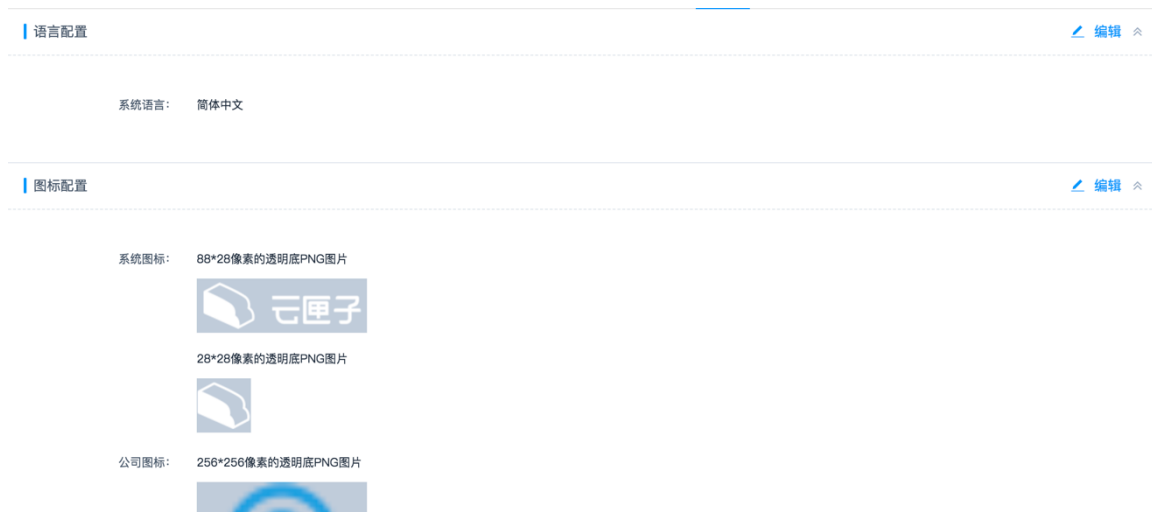 语言配置
编辑
系统语言: 简体中文
图标配置
编辑
系统图标: 88*28像素的透明底PNG图片
云匣子
28*28像素的透明底PNG图片
公司图标: 256*256像素的透明底PNG图片